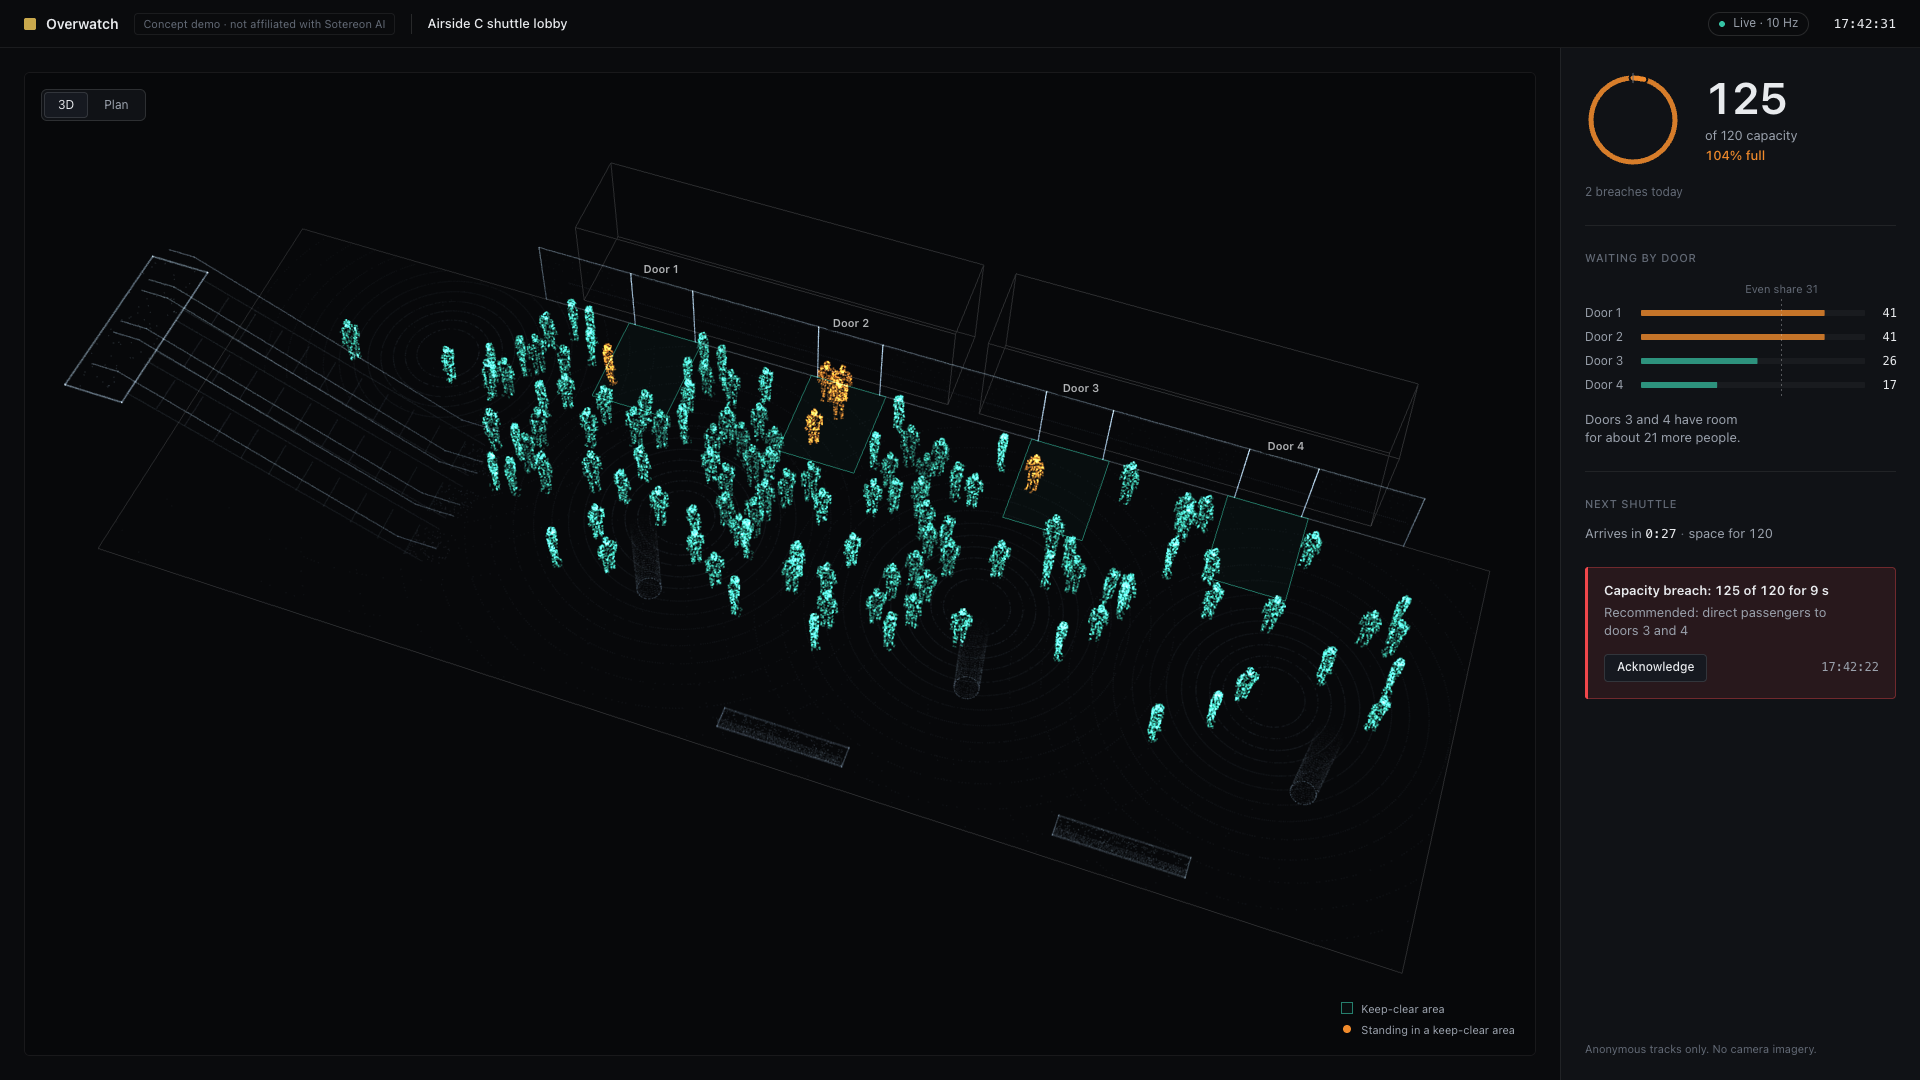 Overwatch
Concept demo · not affiliated with Sotereon AI
Airside C shuttle lobby
Live · 10 Hz
17:42:31
3D
Plan
Door 1
Door 2
Door 3
Door 4
Keep-clear area
Standing in a keep-clear area
125
of 120 capacity
104% full
2 breaches today
WAITING BY DOOR
Even share 31
Door 1 41
Door 2 41
Door 3 26
Door 4 17
Doors 3 and 4 have room
for about 21 more people.
NEXT SHUTTLE
Arrives in 0:27 · space for 120
Capacity breach: 125 of 120 for 9 s
Recommended: direct passengers to
doors 3 and 4
Acknowledge
17:42:22
Anonymous tracks only. No camera imagery.